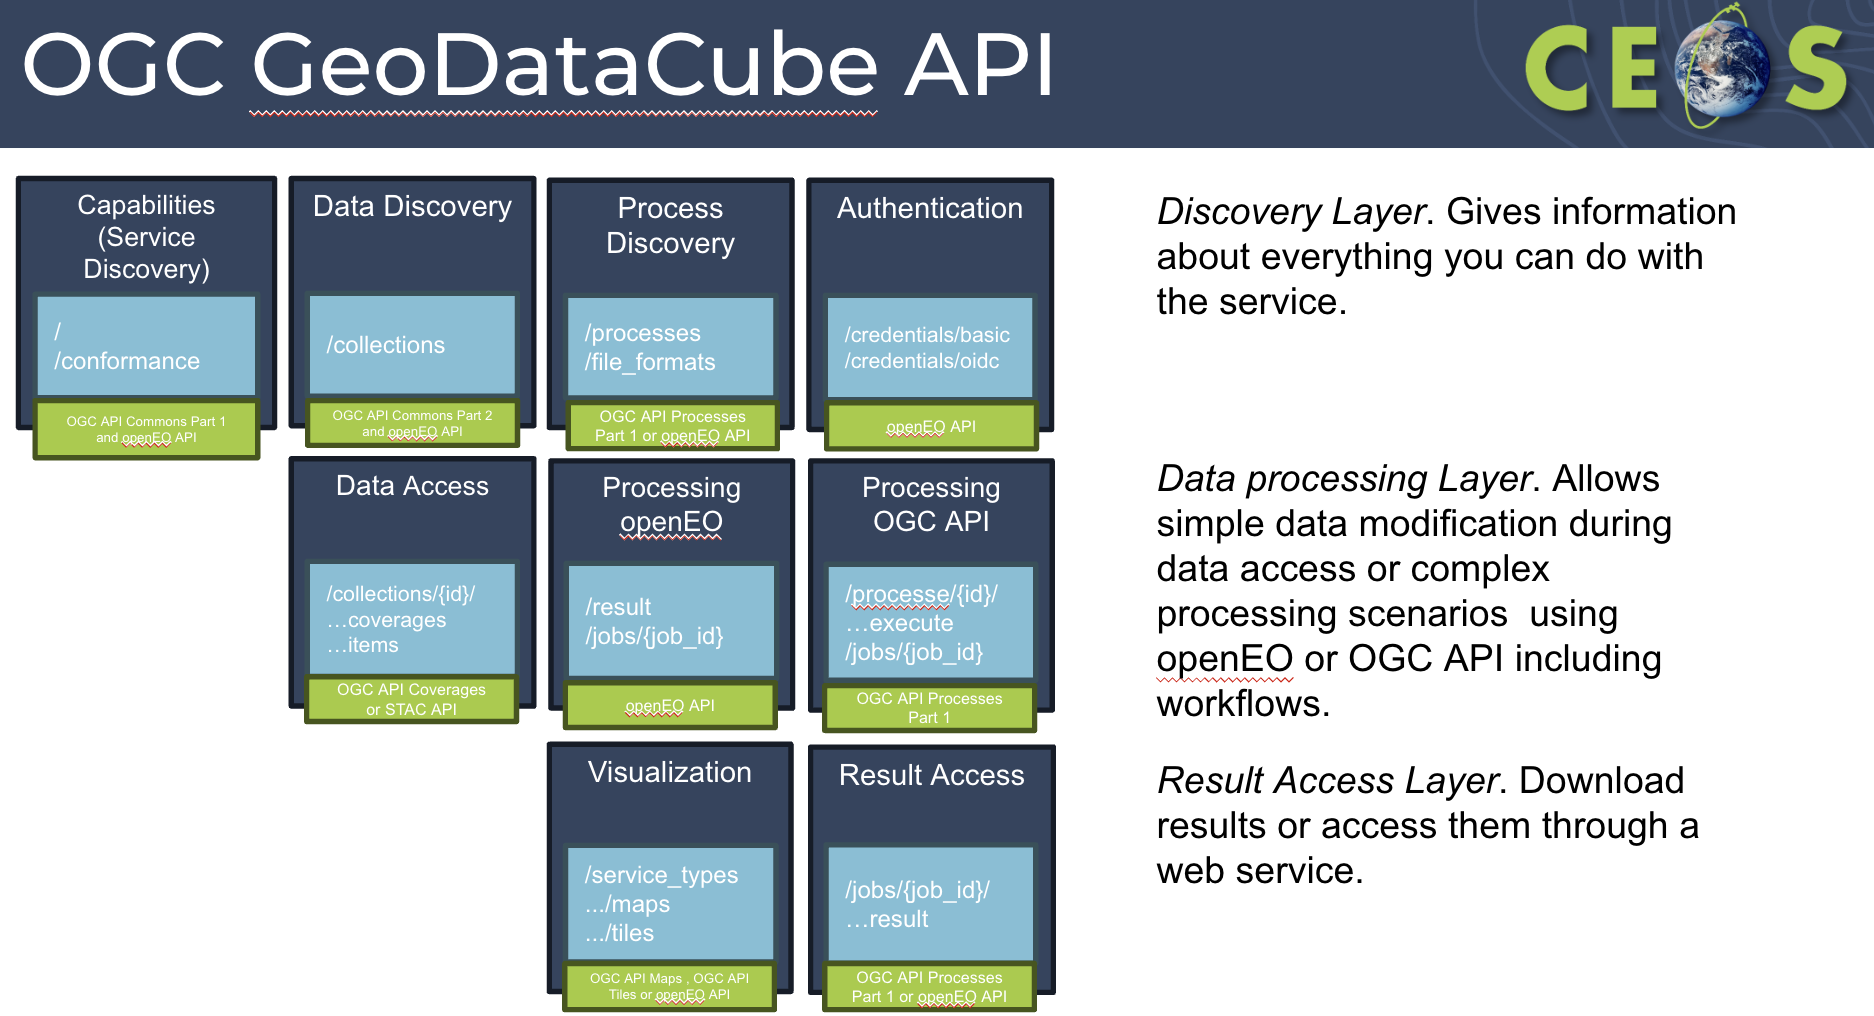 OGC GeoDataCube API
CEOS
Capabilities
(Service
Discovery)
/
/conformance
OGC API Commons Part 1
and openEO API
Data Discovery
/collections
OGC API Commons Part 2
and openEO API
Process
Discovery
/processes
/file_formats
OGC API Processes
Part 1 or openEO API
Authentication
/credentials/basic
/credentials/oidc
openEO API
Discovery Layer. Gives information
about everything you can do with
the service.
Data Access
/collections/{id}/
…coverages
…items
OGC API Coverages
or STAC API
Processing
openEO
/result
/jobs/{job_id}
openEO API
Processing
OGC API
/processe/{id}/
…execute
/jobs/{job_id}
OGC API Processes
Part 1
Data processing Layer. Allows
simple data modification during
data access or complex
processing scenarios  using
openEO or OGC API including
workflows.
Visualization
/service_types
.../maps
.../tiles
OGC API Maps , OGC API
Tiles or openEO API
Result Access
/jobs/{job_id}/
…result
OGC API Processes
Part 1 or openEO API
Result Access Layer. Download
results or access them through a
web service.